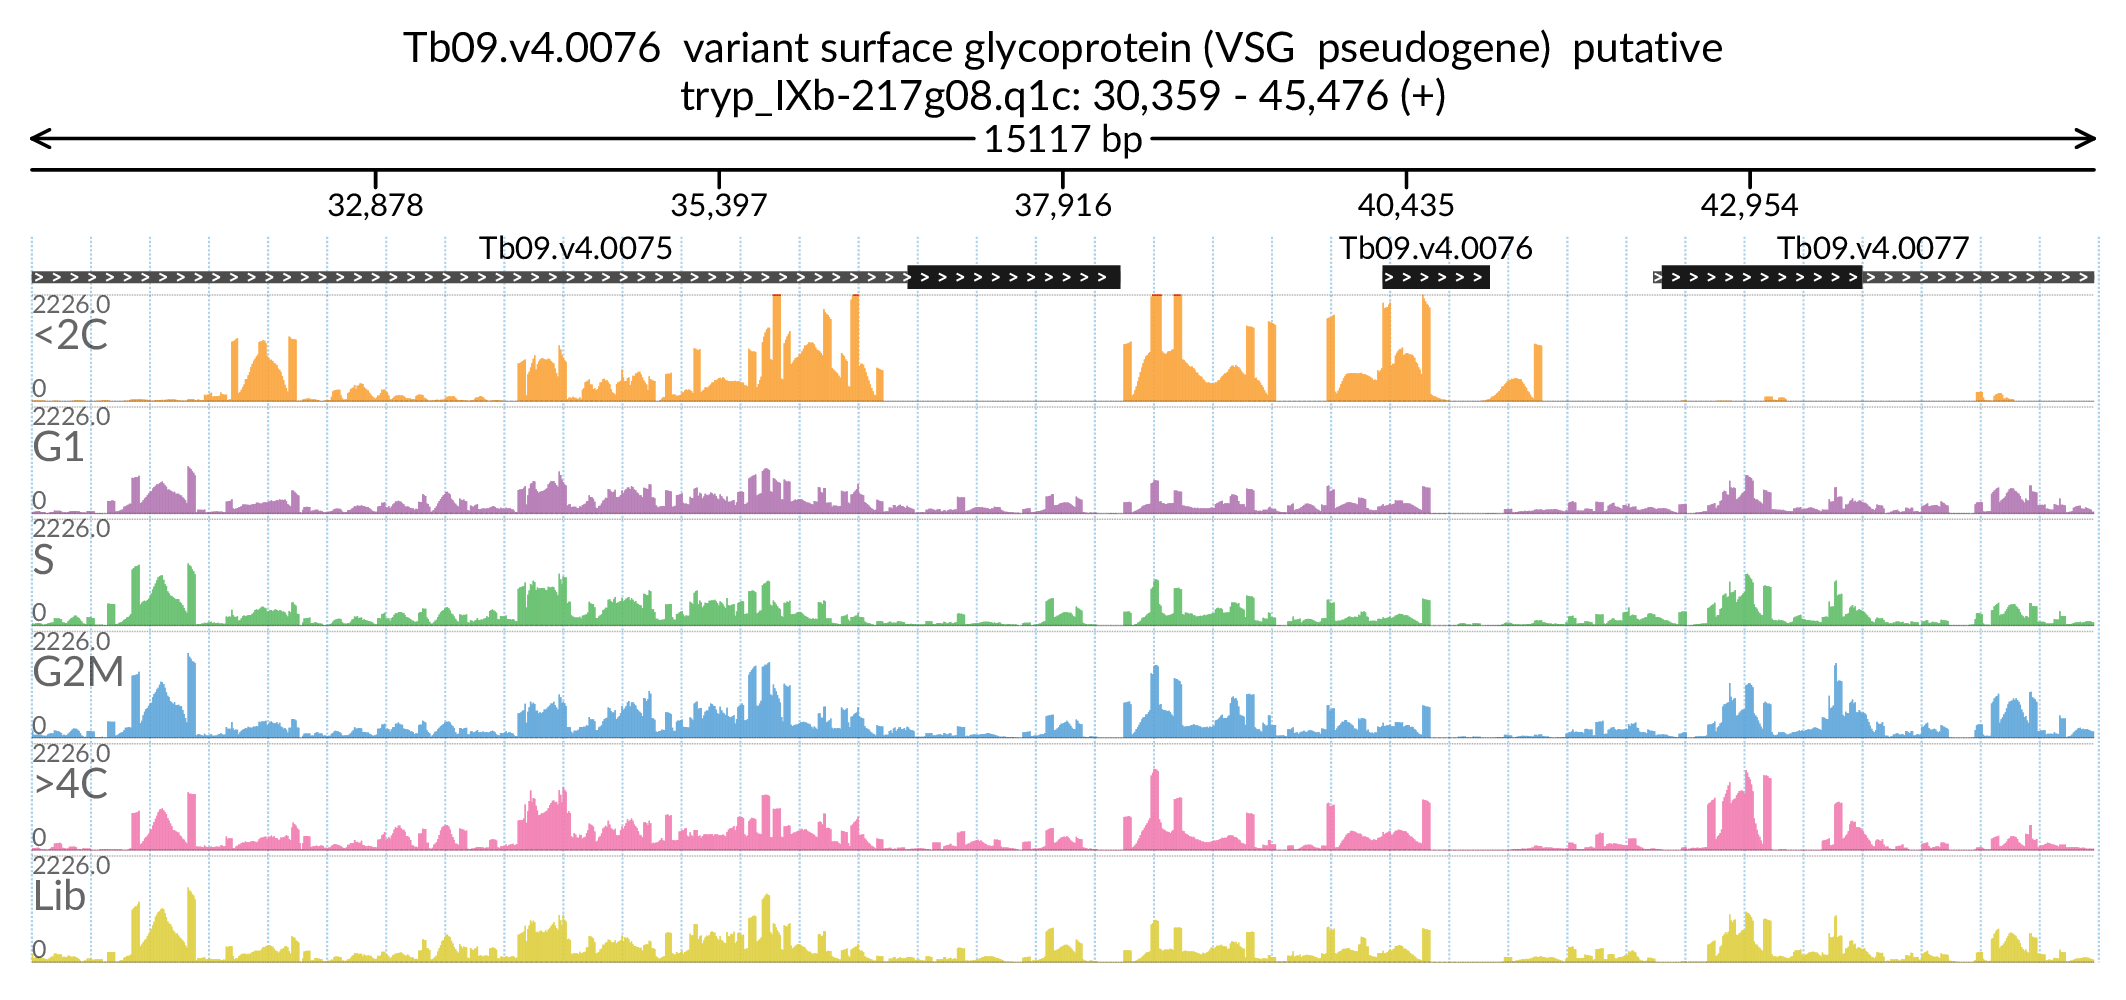 Tb09.v4.0076 variant surface glycoprotein (VSG pseudogene) putative
tryp_IXb-217g08.q1c: 30,359 - 45,476 (+)
15117 bp
32,878 35,397 37,916 40,435 42,954
Tb09.v4.0075 Tb09.v4.0076 Tb09.v4.0077
2226.0
<2C
0
2226.0
G1
0
2226.0
S
0
2226.0
G2M
0
2226.0
>4C
0
2226.0
Lib
0